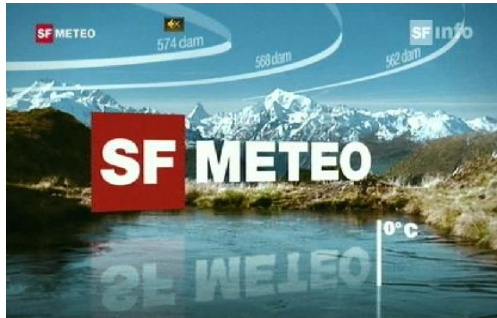 SF METEO
SF info
574 dam
568 dam
562 dam
SF METEO
0°C
SF METEO